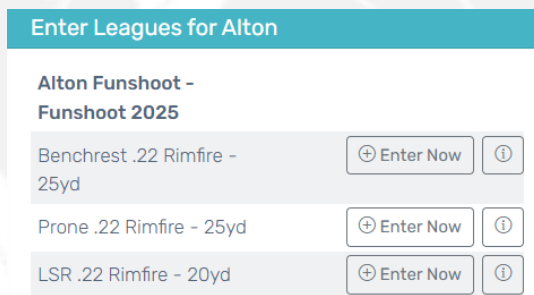 Enter Leagues for Alton
Alton Funshoot -
Funshoot 2025
Benchrest .22 Rimfire -
25yd
Enter Now
Prone .22 Rimfire - 25yd
Enter Now
LSR .22 Rimfire - 20yd
Enter Now